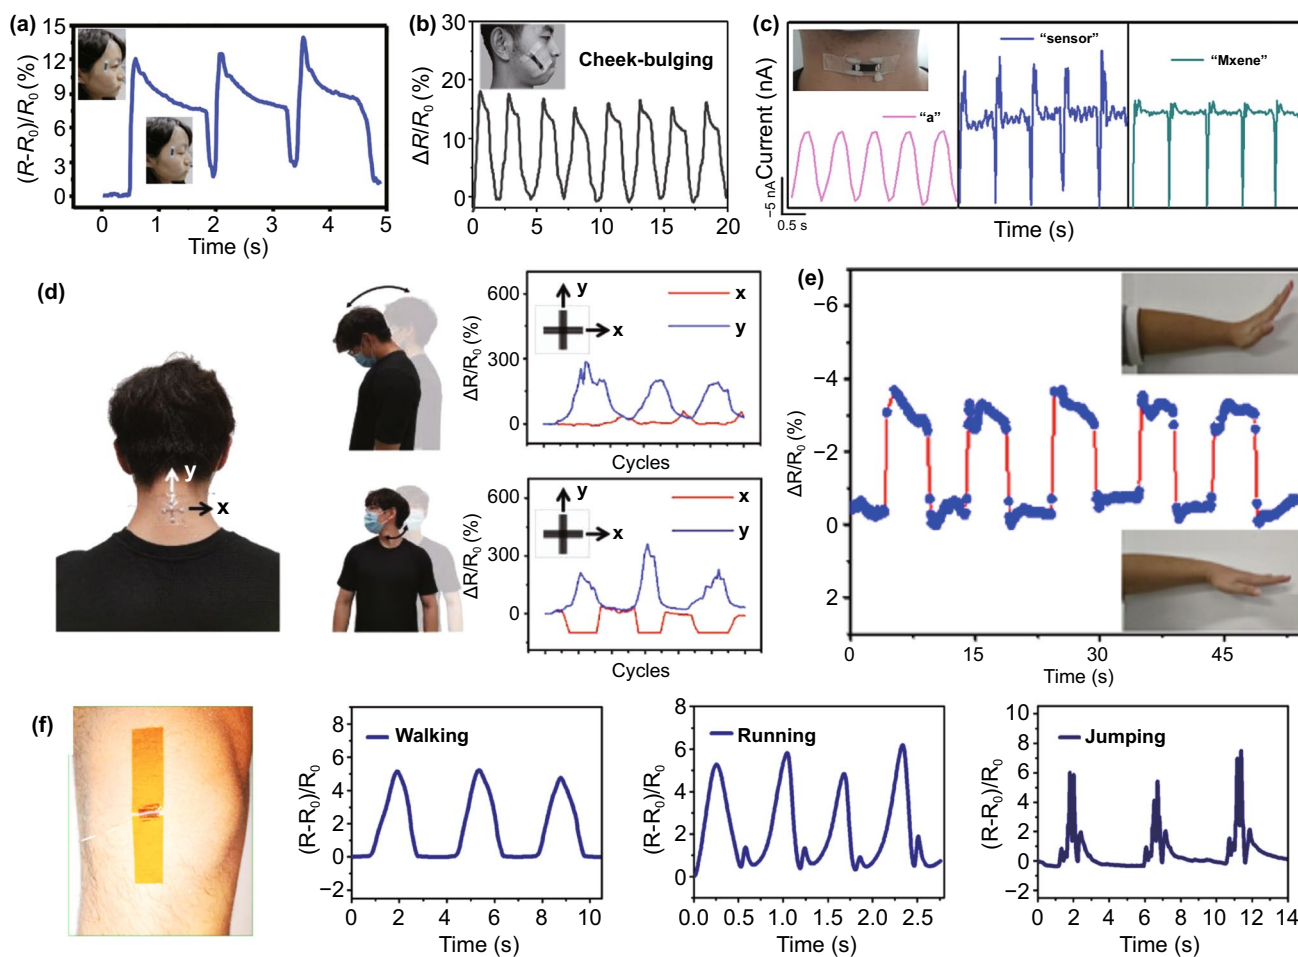 (a)
15
12
9
6
12
3
0
(R-R0)/R0 (%)
0 1 2 3 4 5
Time (s)
(b)
30
25
20
15
10
5
0
ΔR/R0 (%)
Cheek-bulging
0 5 10 15 20
Time (s)
(c)
Current (nA)
−5 nA
0.5 s
"a"
"sensor"
"Mxene"
Time (s)
(d)
y
x
600
300
0
ΔR/R0 (%)
y
x
x
y
Cycles
600
300
0
ΔR/R0 (%)
y
x
x
y
Cycles
(e)
−6
−4
−2
0
2
ΔR/R0 (%)
0 15 30 45
Time (s)
(f)
8
6
4
2
0
−2
(R-R0)/R0
Walking
0 2 4 6 8 10
Time (s)
8
6
4
2
0
(R-R0)/R0
Running
0.0 0.5 1.0 1.5 2.0 2.5
Time (s)
10
8
6
4
2
0
−2
(R-R0)/R0
Jumping
0 2 4 6 8 10 12 14
Time (s)